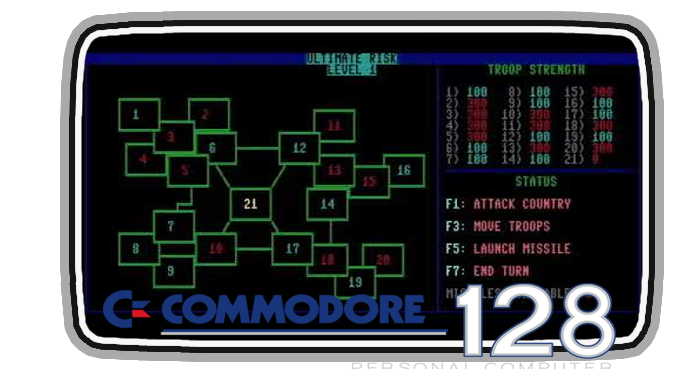 ULTIMATE RISK
LEVEL 1
TROOP STRENGTH
1) 100 8) 100 15) 300
2) 300 9) 100 16) 100
3) 300 10) 300 17) 100
4) 300 11) 300 18) 300
5) 300 12) 100 19) 100
6) 100 13) 300 20) 300
7) 100 14) 100 21) 0
STATUS
F1: ATTACK COUNTRY
F3: MOVE TROOPS
F5: LAUNCH MISSILE
F7: END TURN
1
2
3
4
5
6
7
8
9
10
11
12
13
14
15
16
17
18
19
20
21
COMMODORE 128
PERSONAL COMPUTER